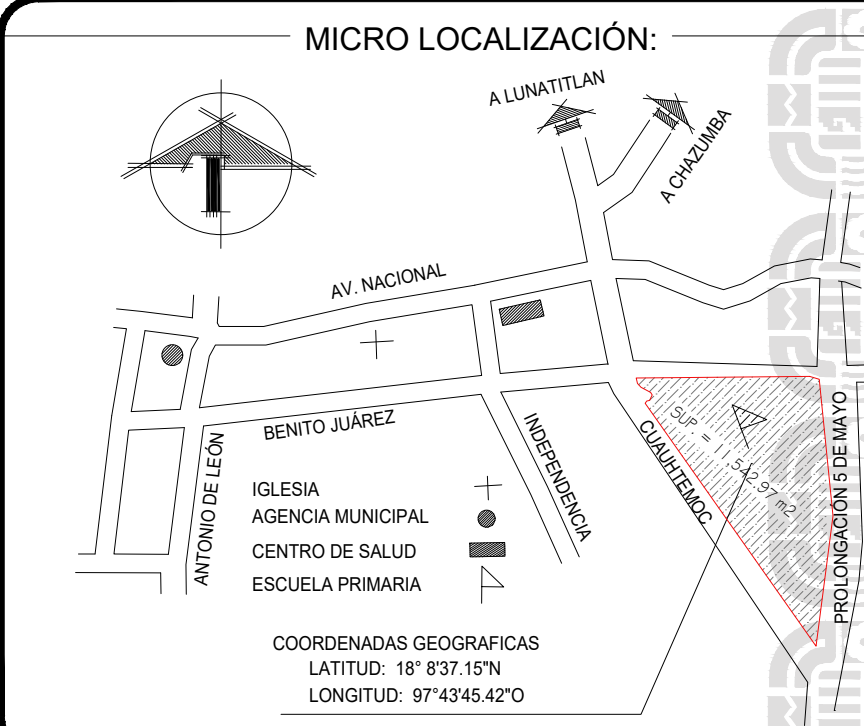 MICRO LOCALIZACIÓN:
A LUNATITLAN
A CHAZUMBA
AV. NACIONAL
BENITO JUÁREZ
ANTONIO DE LEÓN
INDEPENDENCIA
CUAUHTEMOC
SUP. = 11,542.97 m2
PROLONGACION 5 DE MAYO
IGLESIA
AGENCIA MUNICIPAL
CENTRO DE SALUD
ESCUELA PRIMARIA
COORDENADAS GEOGRAFICAS
LATITUD: 18° 8'37.15"N
LONGITUD: 97°43'45.42"O